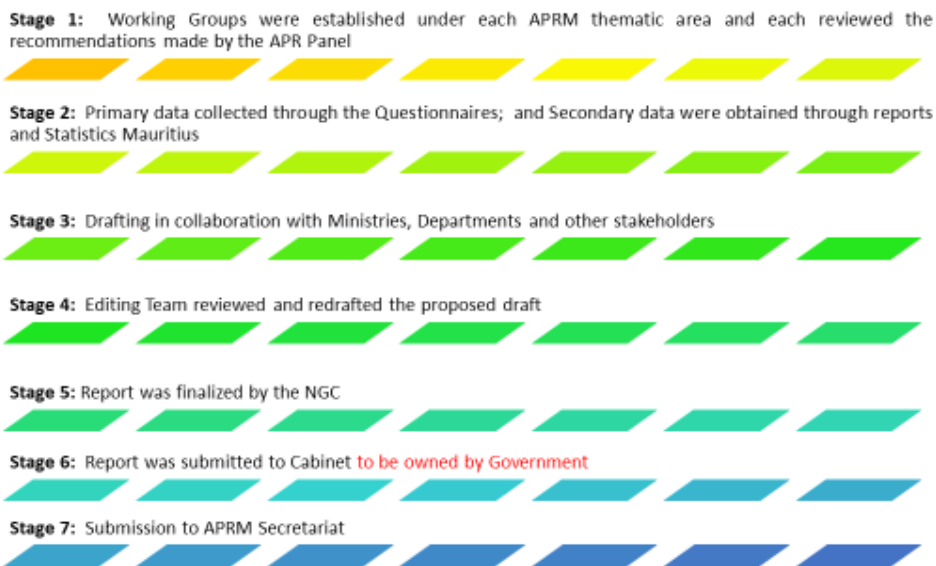 Stage 1: Working Groups were established under each APRM thematic area and each reviewed the
recommendations made by the APR Panel
Stage 2: Primary data collected through the Questionnaires; and Secondary data were obtained through reports
and Statistics Mauritius
Stage 3: Drafting in collaboration with Ministries, Departments and other stakeholders
Stage 4: Editing Team reviewed and redrafted the proposed draft
Stage 5: Report was finalized by the NGC
Stage 6: Report was submitted to Cabinet to be owned by Government
Stage 7: Submission to APRM Secretariat